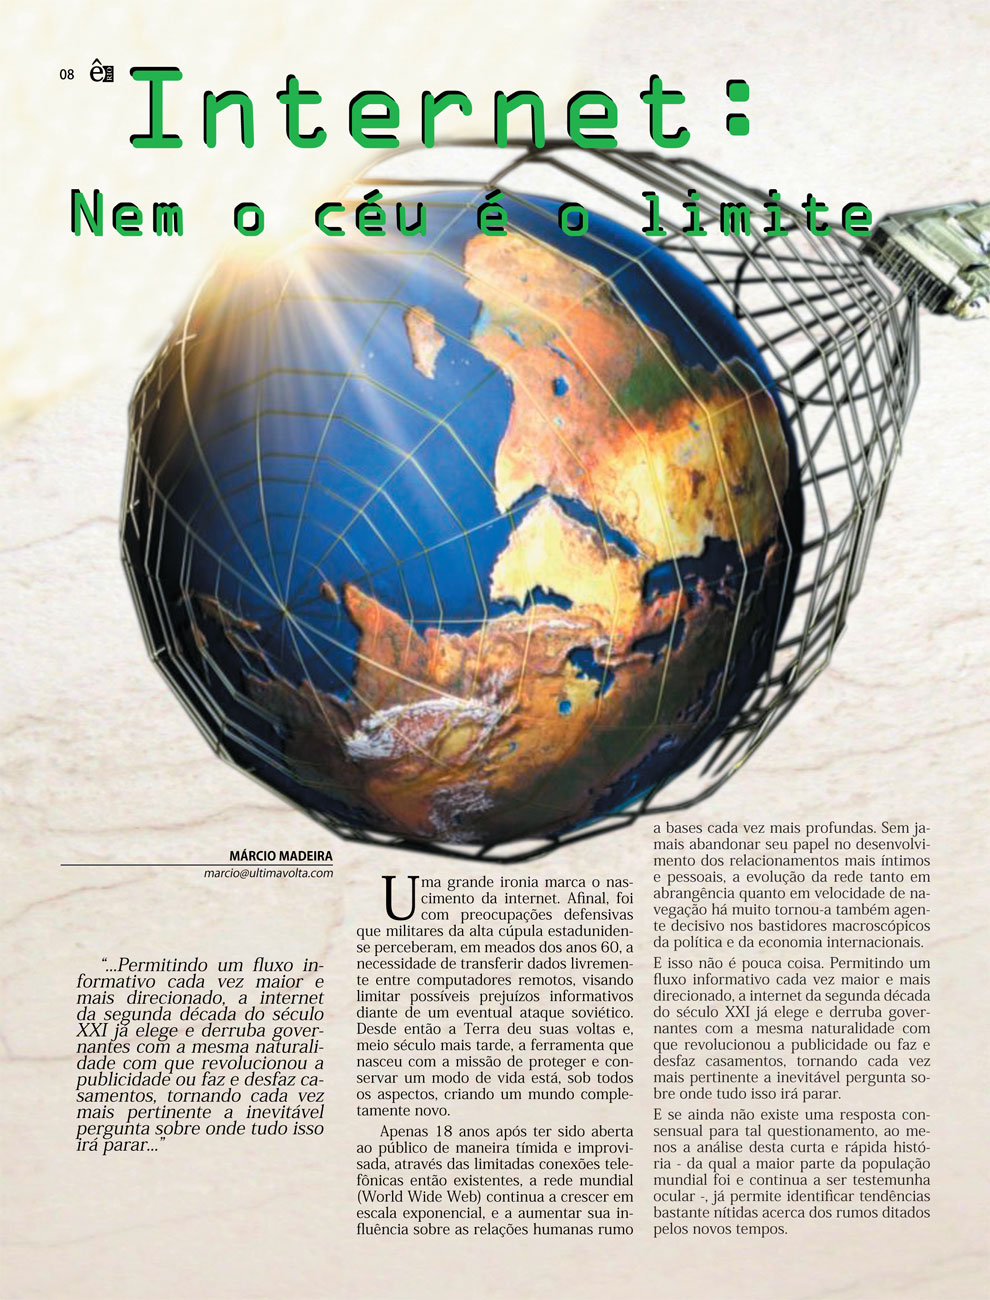 08 ê
Internet:
Nem o céu é o limite
MÁRCIO MADEIRA
marcio@ultimavolta.com
“...Permitindo um fluxo in-
formativo cada vez maior e
mais direcionado, a internet
da segunda década do século
XXI já elege e derruba gover-
nantes com a mesma naturali-
dade com que revolucionou a
publicidade ou faz e desfaz ca-
samentos, tornando cada vez
mais pertinente a inevitável
pergunta sobre onde tudo isso
irá parar...”
Uma grande ironia marca o nas-
cimento da internet. Afinal, foi
com preocupações defensivas
que militares da alta cúpula estaduniden-
se perceberam, em meados dos anos 60, a
necessidade de transferir dados livremen-
te entre computadores remotos, visando
limitar possíveis prejuízos informativos
diante de um eventual ataque soviético.
Desde então a Terra deu suas voltas e,
meio século mais tarde, a ferramenta que
nasceu com a missão de proteger e con-
servar um modo de vida está, sob todos
os aspectos, criando um mundo comple-
tamente novo.
Apenas 18 anos após ter sido aberta
ao público de maneira tímida e improvi-
sada, através das limitadas conexões tele-
fônicas então existentes, a rede mundial
(World Wide Web) continua a crescer em
escala exponencial, e a aumentar sua in-
fluência sobre as relações humanas rumo
a bases cada vez mais profundas. Sem ja-
mais abandonar seu papel no desenvolvi-
mento dos relacionamentos mais íntimos
e pessoais, a evolução da rede tanto em
abrangência quanto em velocidade de na-
vegação há muito tornou-a também agen-
te decisivo nos bastidores macroscópicos
da política e da economia internacionais.
E isso não é pouca coisa. Permitindo um
fluxo informativo cada vez maior e mais
direcionado, a internet da segunda década
do século XXI já elege e derruba gover-
nantes com a mesma naturalidade com
que revolucionou a publicidade ou faz e
desfaz casamentos, tornando cada vez
mais pertinente a inevitável pergunta so-
bre onde tudo isso irá parar.
E se ainda não existe uma resposta con-
sensual para tal questionamento, ao me-
nos a análise desta curta e rápida histó-
ria - da qual a maior parte da população
mundial foi e continua a ser testemunha
ocular -, já permite identificar tendências
bastante nítidas acerca dos rumos ditados
pelos novos tempos.